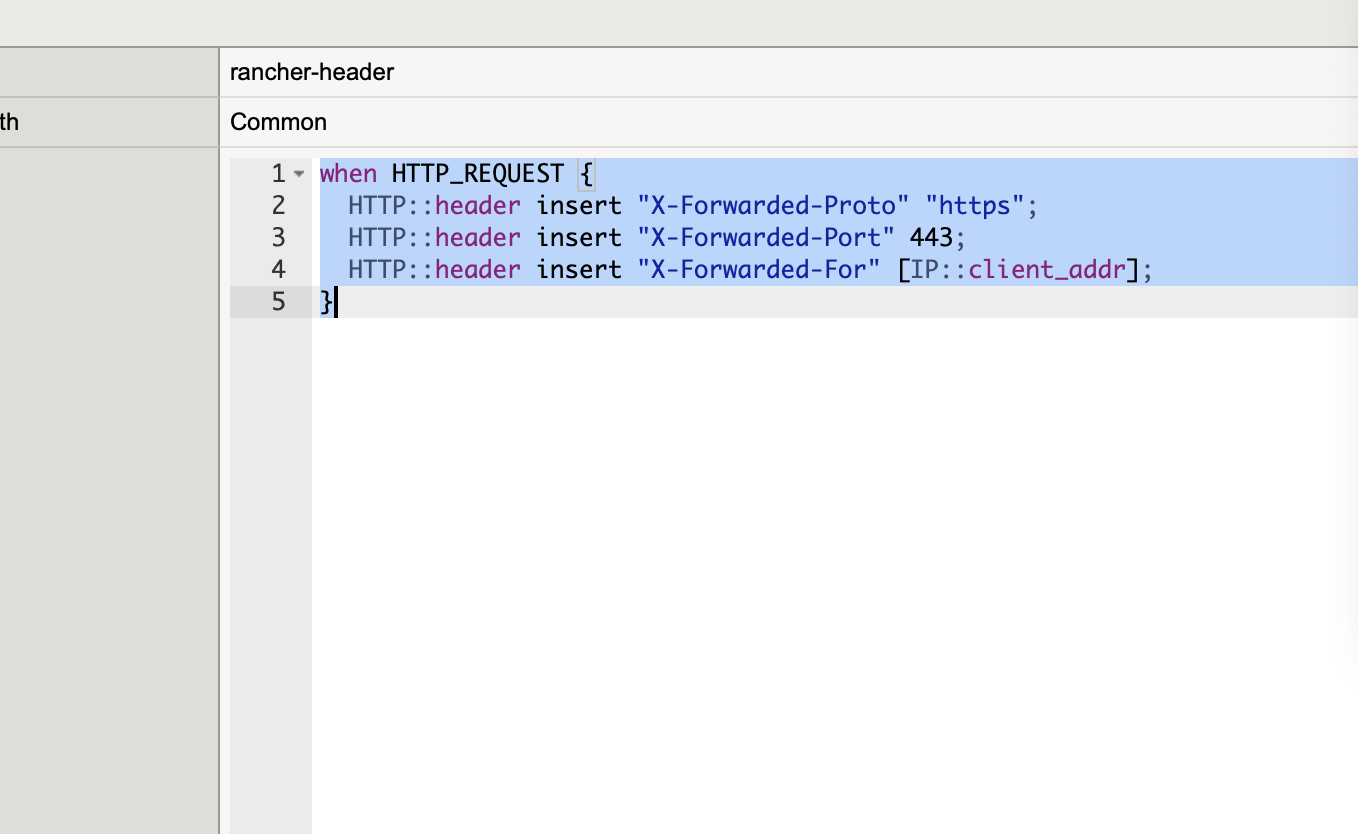 rancher-header
th
Common
1 when HTTP_REQUEST {
2 HTTP::header insert "X-Forwarded-Proto" "https";
3 HTTP::header insert "X-Forwarded-Port" 443;
4 HTTP::header insert "X-Forwarded-For" [IP::client_addr];
5 }